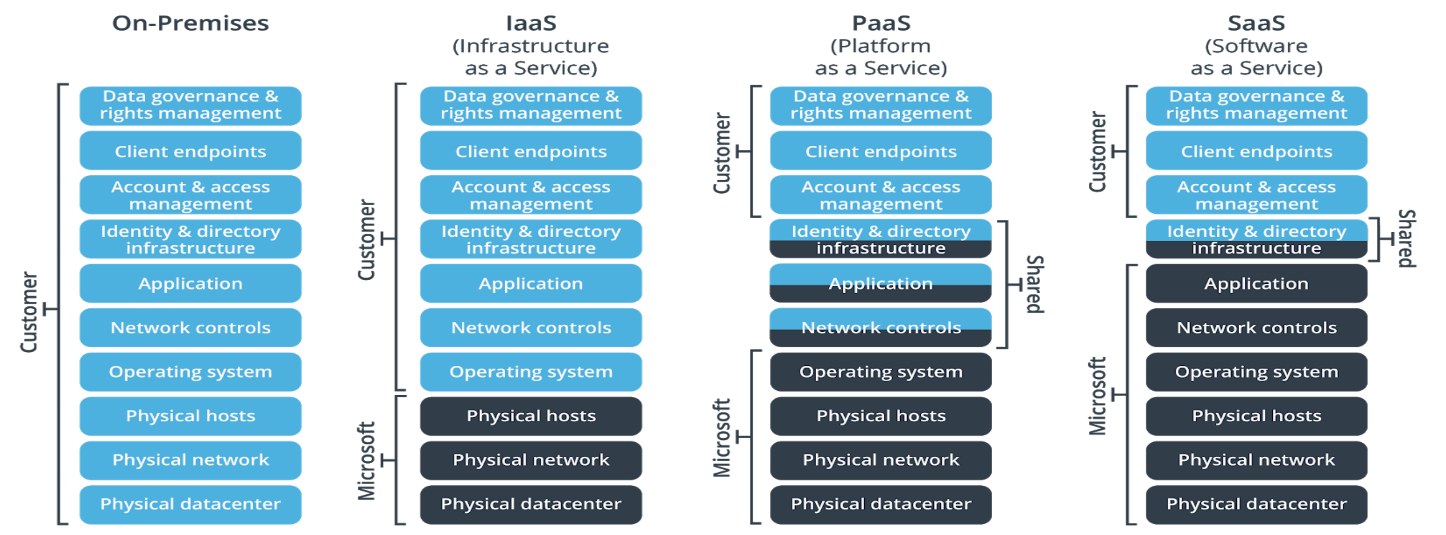 On-Premises
Customer
Data governance &
rights management
Client endpoints
Account & access
management
Identity & directory
infrastructure
Application
Network controls
Operating system
Physical hosts
Physical network
Physical datacenter
IaaS
(Infrastructure
as a Service)
Customer
Microsoft
Data governance &
rights management
Client endpoints
Account & access
management
Identity & directory
infrastructure
Application
Network controls
Operating system
Physical hosts
Physical network
Physical datacenter
PaaS
(Platform
as a Service)
Customer
Microsoft
Data governance &
rights management
Client endpoints
Account & access
management
Identity & directory
infrastructure
Application
Network controls
Operating system
Physical hosts
Physical network
Physical datacenter
Shared
SaaS
(Software
as a Service)
Customer
Microsoft
Data governance &
rights management
Client endpoints
Account & access
management
Identity & directory
infrastructure
Application
Network controls
Operating system
Physical hosts
Physical network
Physical datacenter
Shared